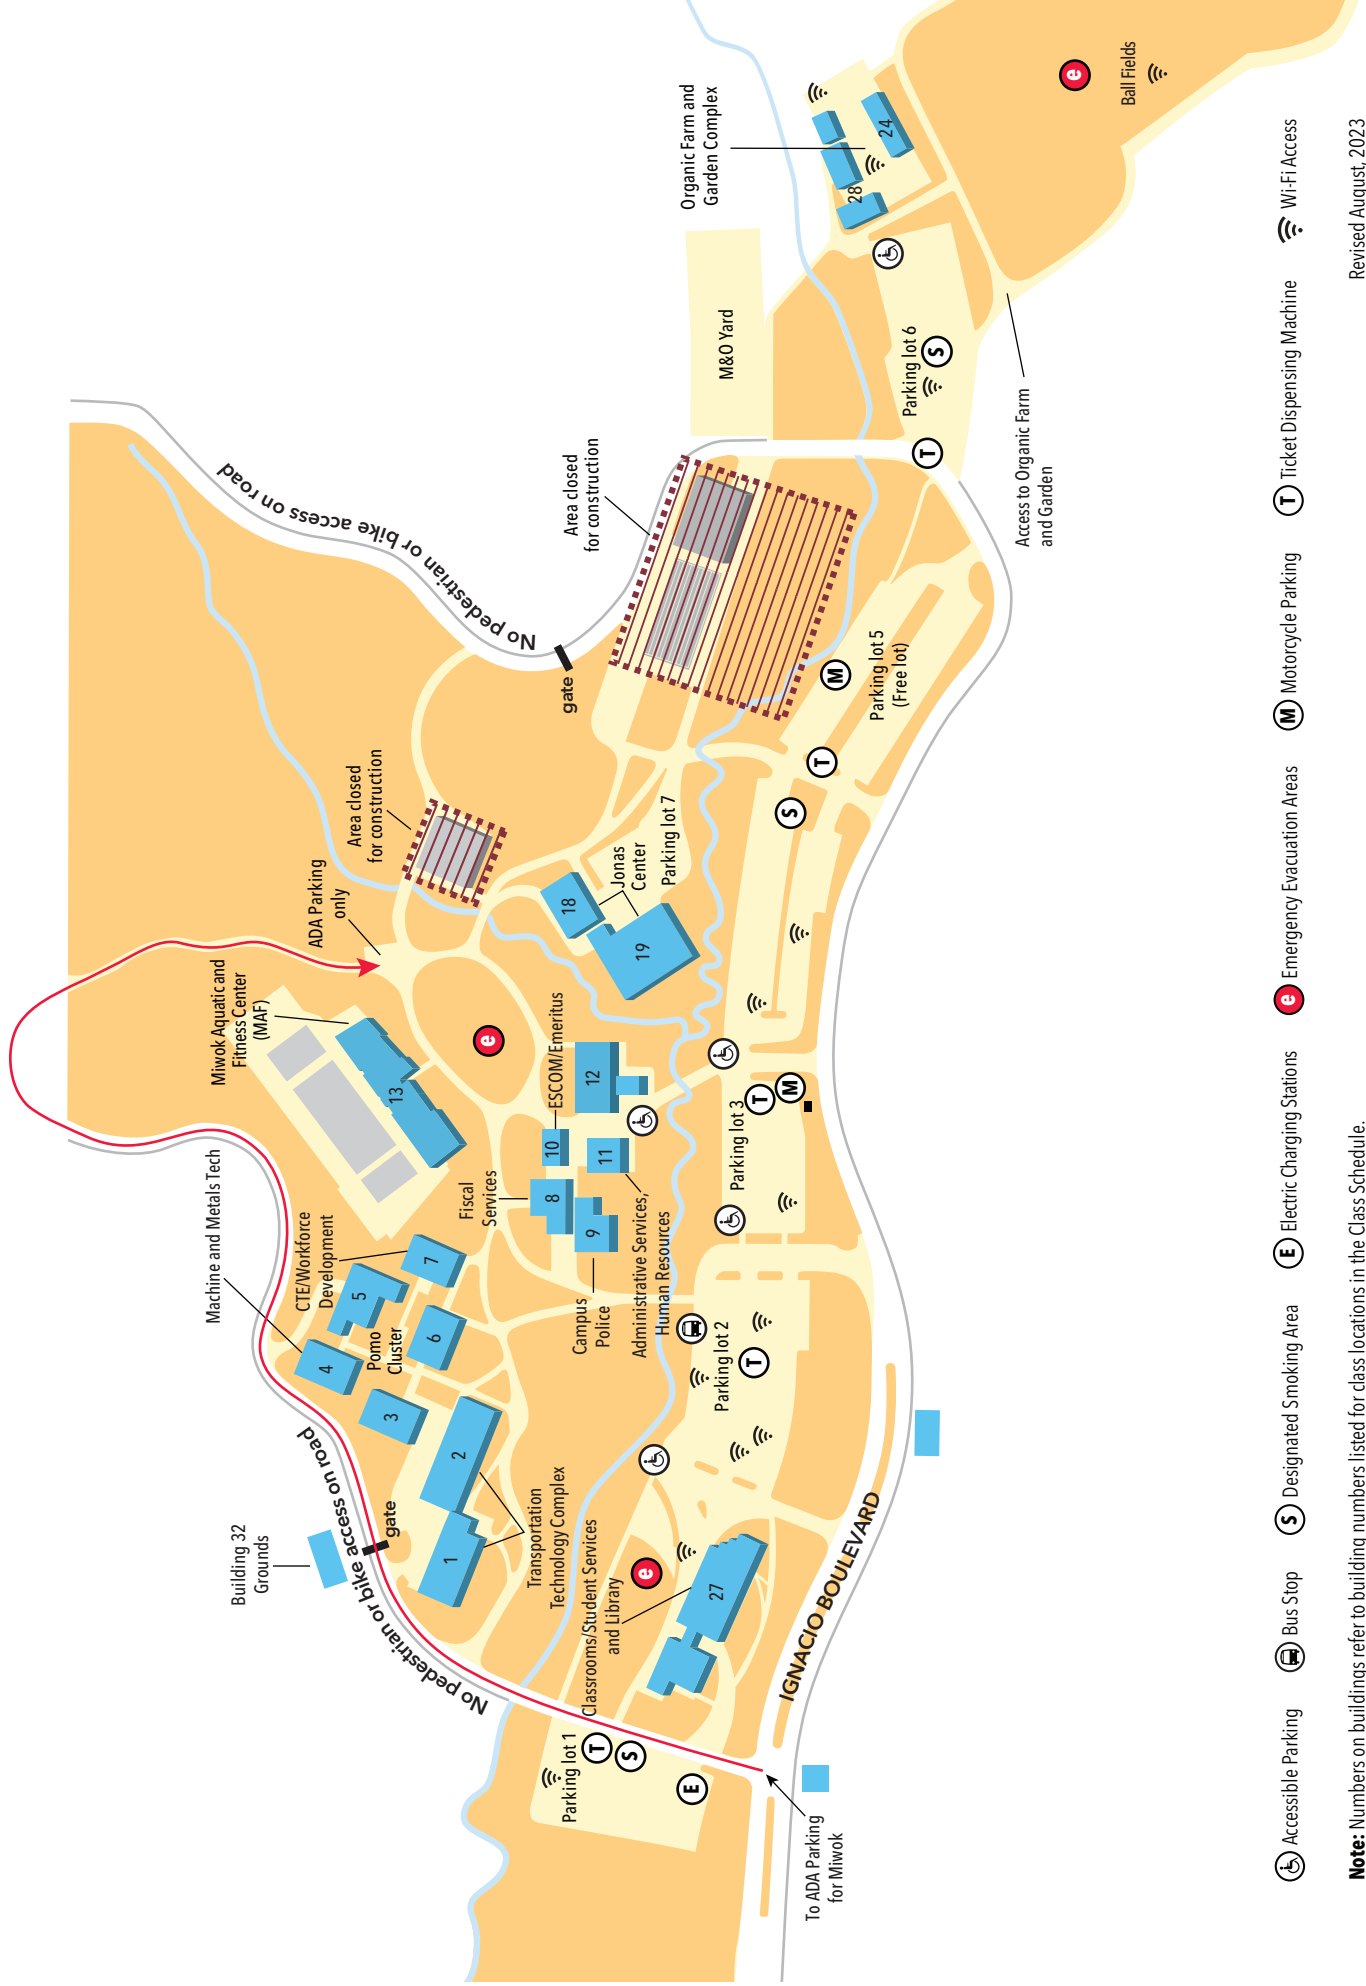 Organic Farm and
Garden Complex
24
28
e
Ball Fields
M&O Yard
Parking lot 6
S
T
Access to Organic Farm
and Garden
No pedestrian or bike access on road
gate
Area closed
for construction
Area closed
for construction
M
Parking lot 5
(Free lot)
T
S
Parking lot 7
Jonas
Center
18
19
ADA Parking
only
Miwok Aquatic and
Fitness Center
(MAF)
13
e
ESCOM/Emeritus
12
10
11
8
9
Fiscal
Services
Campus
Police
Administrative Services,
Human Resources
Parking lot 3
T
M
Machine and Metals Tech
CTE/Workforce
Development
7
5
6
4
3
Pomo
Cluster
2
1
Transportation
Technology Complex
Building 32
Grounds
gate
No pedestrian or bike access on road
Parking lot 2
T
Classrooms/Student Services
and Library
e
27
IGNACIO BOULEVARD
Parking lot 1
T
S
E
To ADA Parking
for Miwok
Accessible Parking
Bus Stop
S Designated Smoking Area
E Electric Charging Stations
e Emergency Evacuation Areas
M Motorcycle Parking
T Ticket Dispensing Machine
Wi-Fi Access
Note: Numbers on buildings refer to building numbers listed for class locations in the Class Schedule.
Revised August, 2023